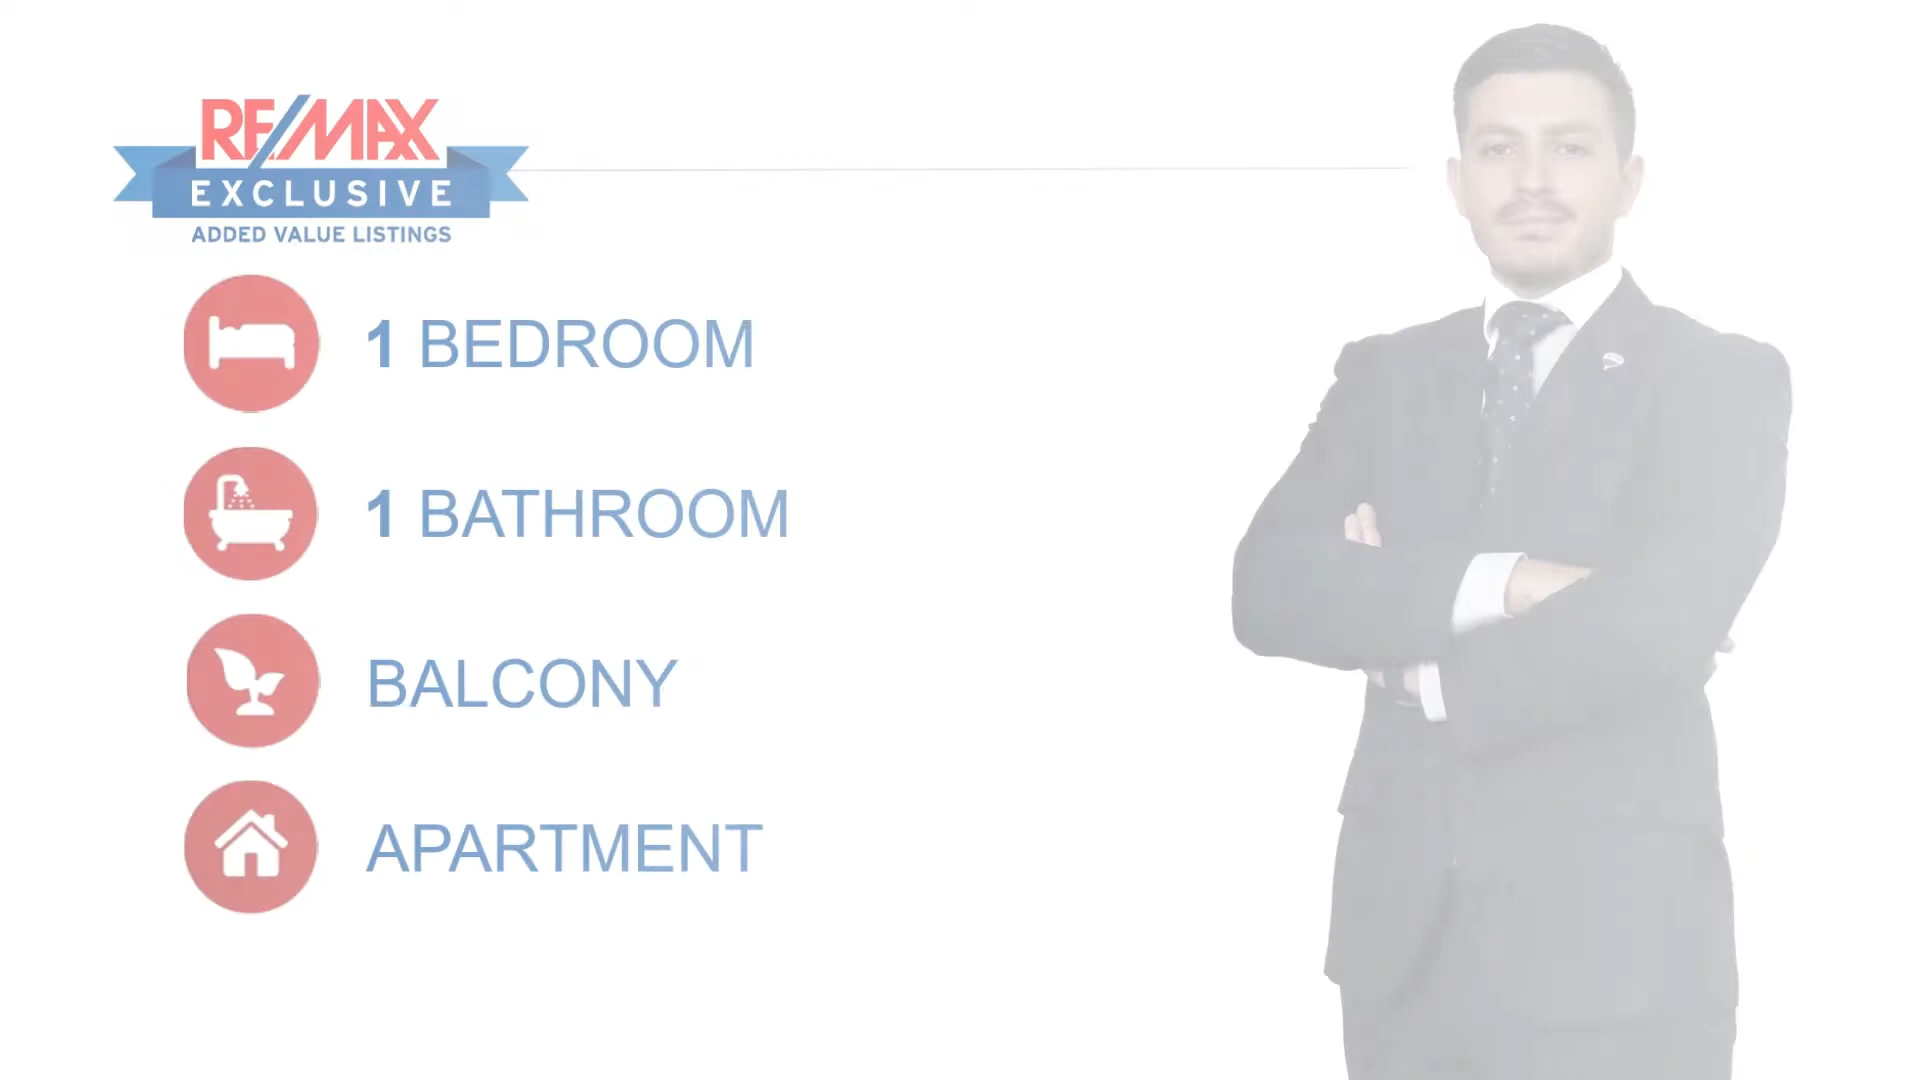 RE/MAX
EXCLUSIVE
ADDED VALUE LISTINGS
1 BEDROOM
1 BATHROOM
BALCONY
APARTMENT